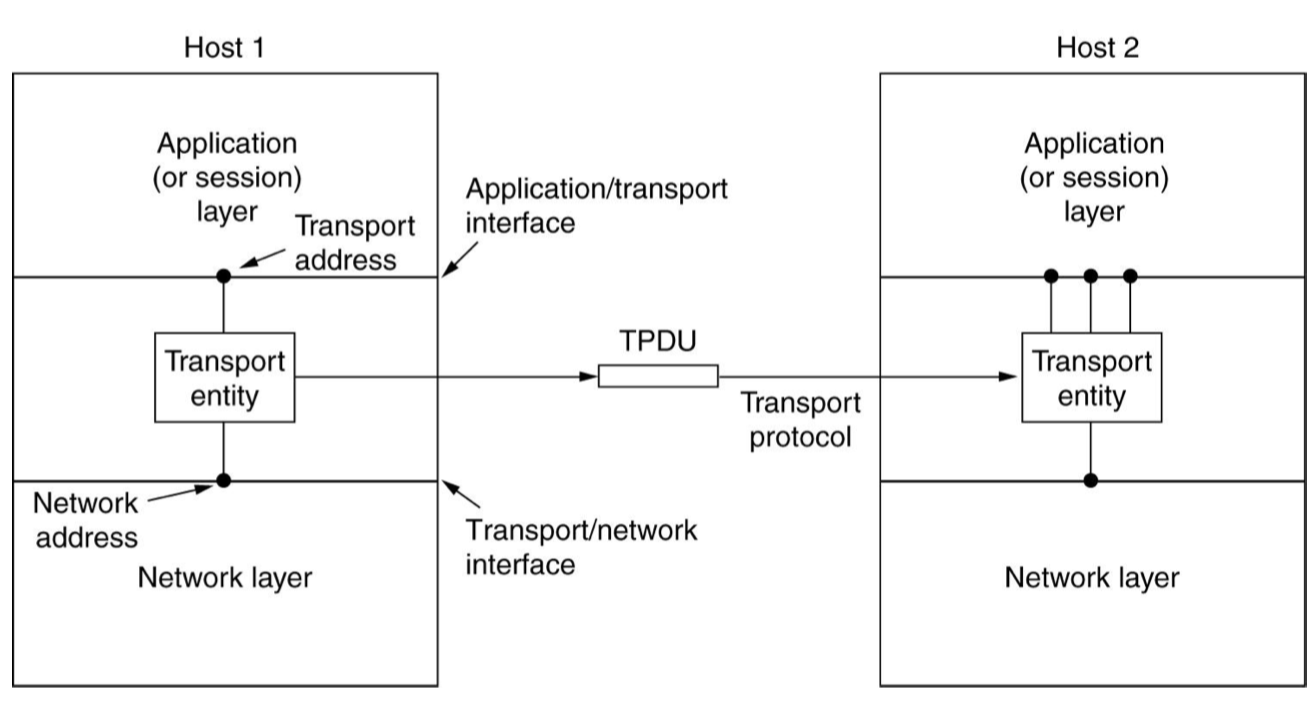 Host 1
Host 2
Application
(or session)
layer
Transport
address
Application/transport
interface
Application
(or session)
layer
Transport
entity
TPDU
Transport
protocol
Transport
entity
Network
address
Transport/network
interface
Network layer
Network layer